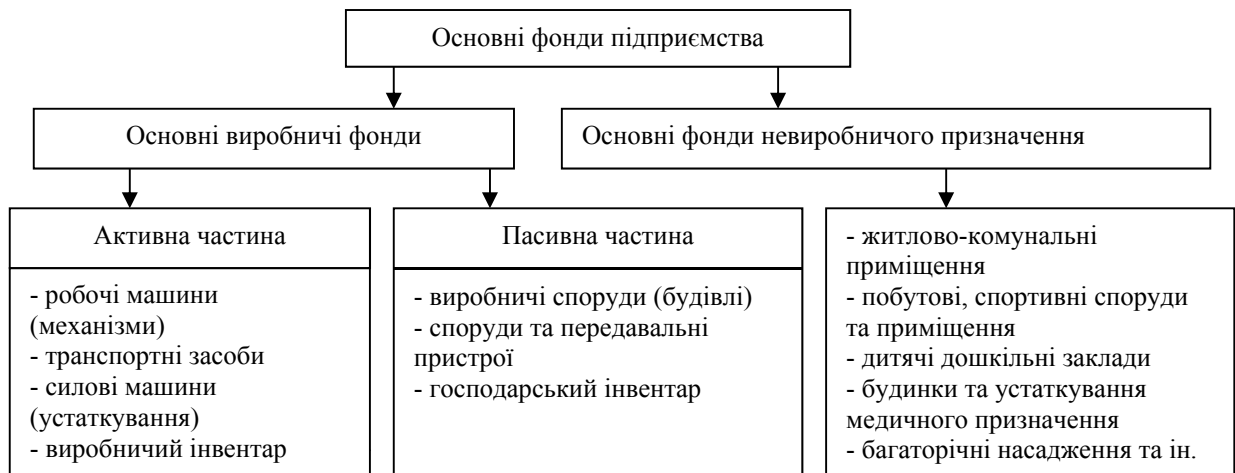 Основні фонди підприємства
Основні виробничі фонди
Основні фонди невиробничого призначення
Активна частина
- робочі машини
(механізми)
- транспортні засоби
- силові машини
(устаткування)
- виробничий інвентар
Пасивна частина
- виробничі споруди (будівлі)
- споруди та передавальні
пристрої
- господарський інвентар
- житлово-комунальні
приміщення
- побутові, спортивні споруди
та приміщення
- дитячі дошкільні заклади
- будинки та устаткування
медичного призначення
- багаторічні насадження та ін.